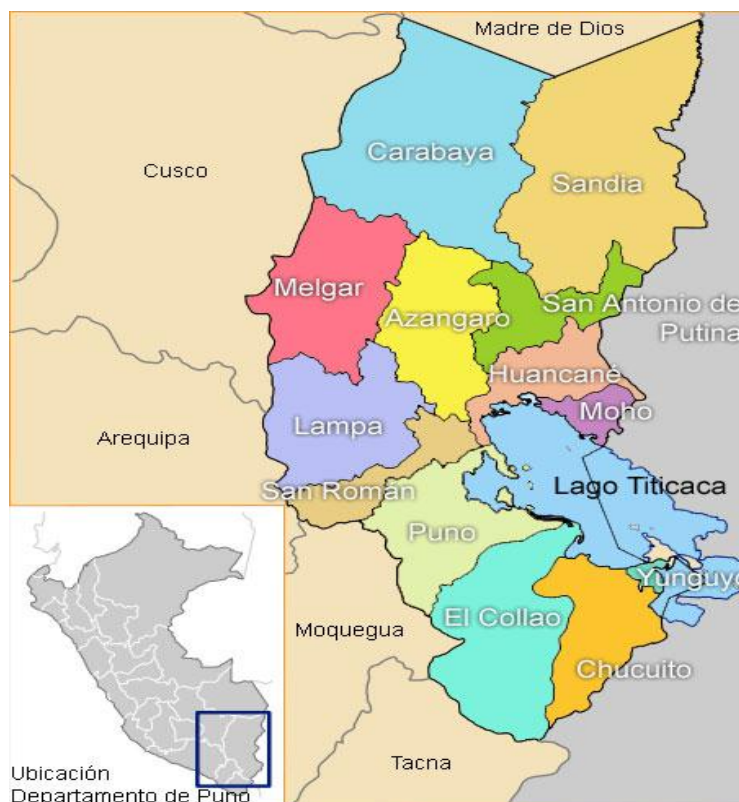 Madre de Dios
Carabaya
Cusco
Sandia
Melgar
Azangaro
San Antonio de
Putina
Huancané
Moho
Lampa
Arequipa
Lago Titicaca
San Román
Puno
Yunguyo
El Collao
Moquegua
Chucuito
Tacna
Ubicación
Departamento de Puno